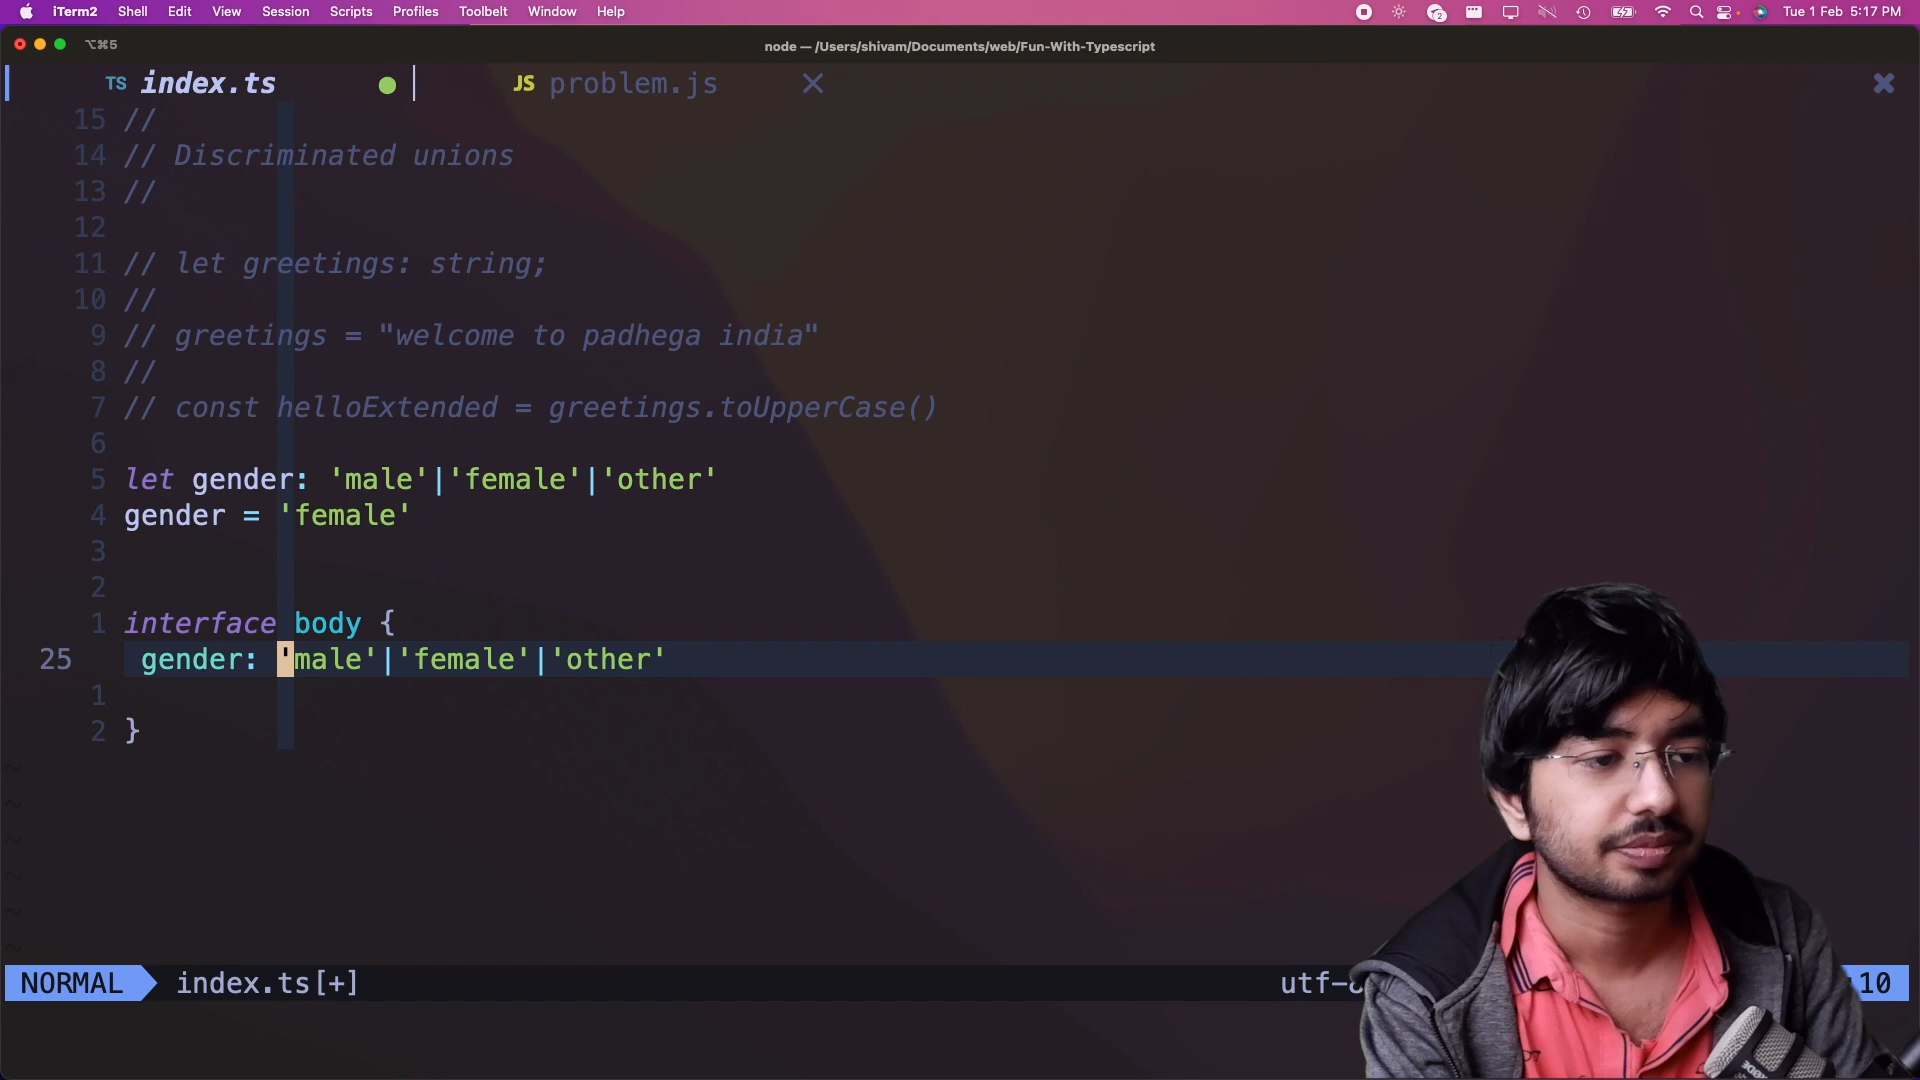 iTerm2 Shell Edit View Session Scripts Profiles Toolbelt Window Help 2 Tue 1 Feb 5:17 PM
⌥⌘5 node — /Users/shivam/Documents/web/Fun-With-Typescript
TS index.ts JS problem.js
15 //
14 // Discriminated unions
13 //
12
11 // let greetings: string;
10 //
9 // greetings = "welcome to padhega india"
8 //
7 // const helloExtended = greetings.toUpperCase()
6
5 let gender: 'male'|'female'|'other'
4 gender = 'female'
3
2
1 interface body {
25 gender: 'male'|'female'|'other'
1
2 }
~
~
~
~
~
~
NORMAL index.ts[+] :10